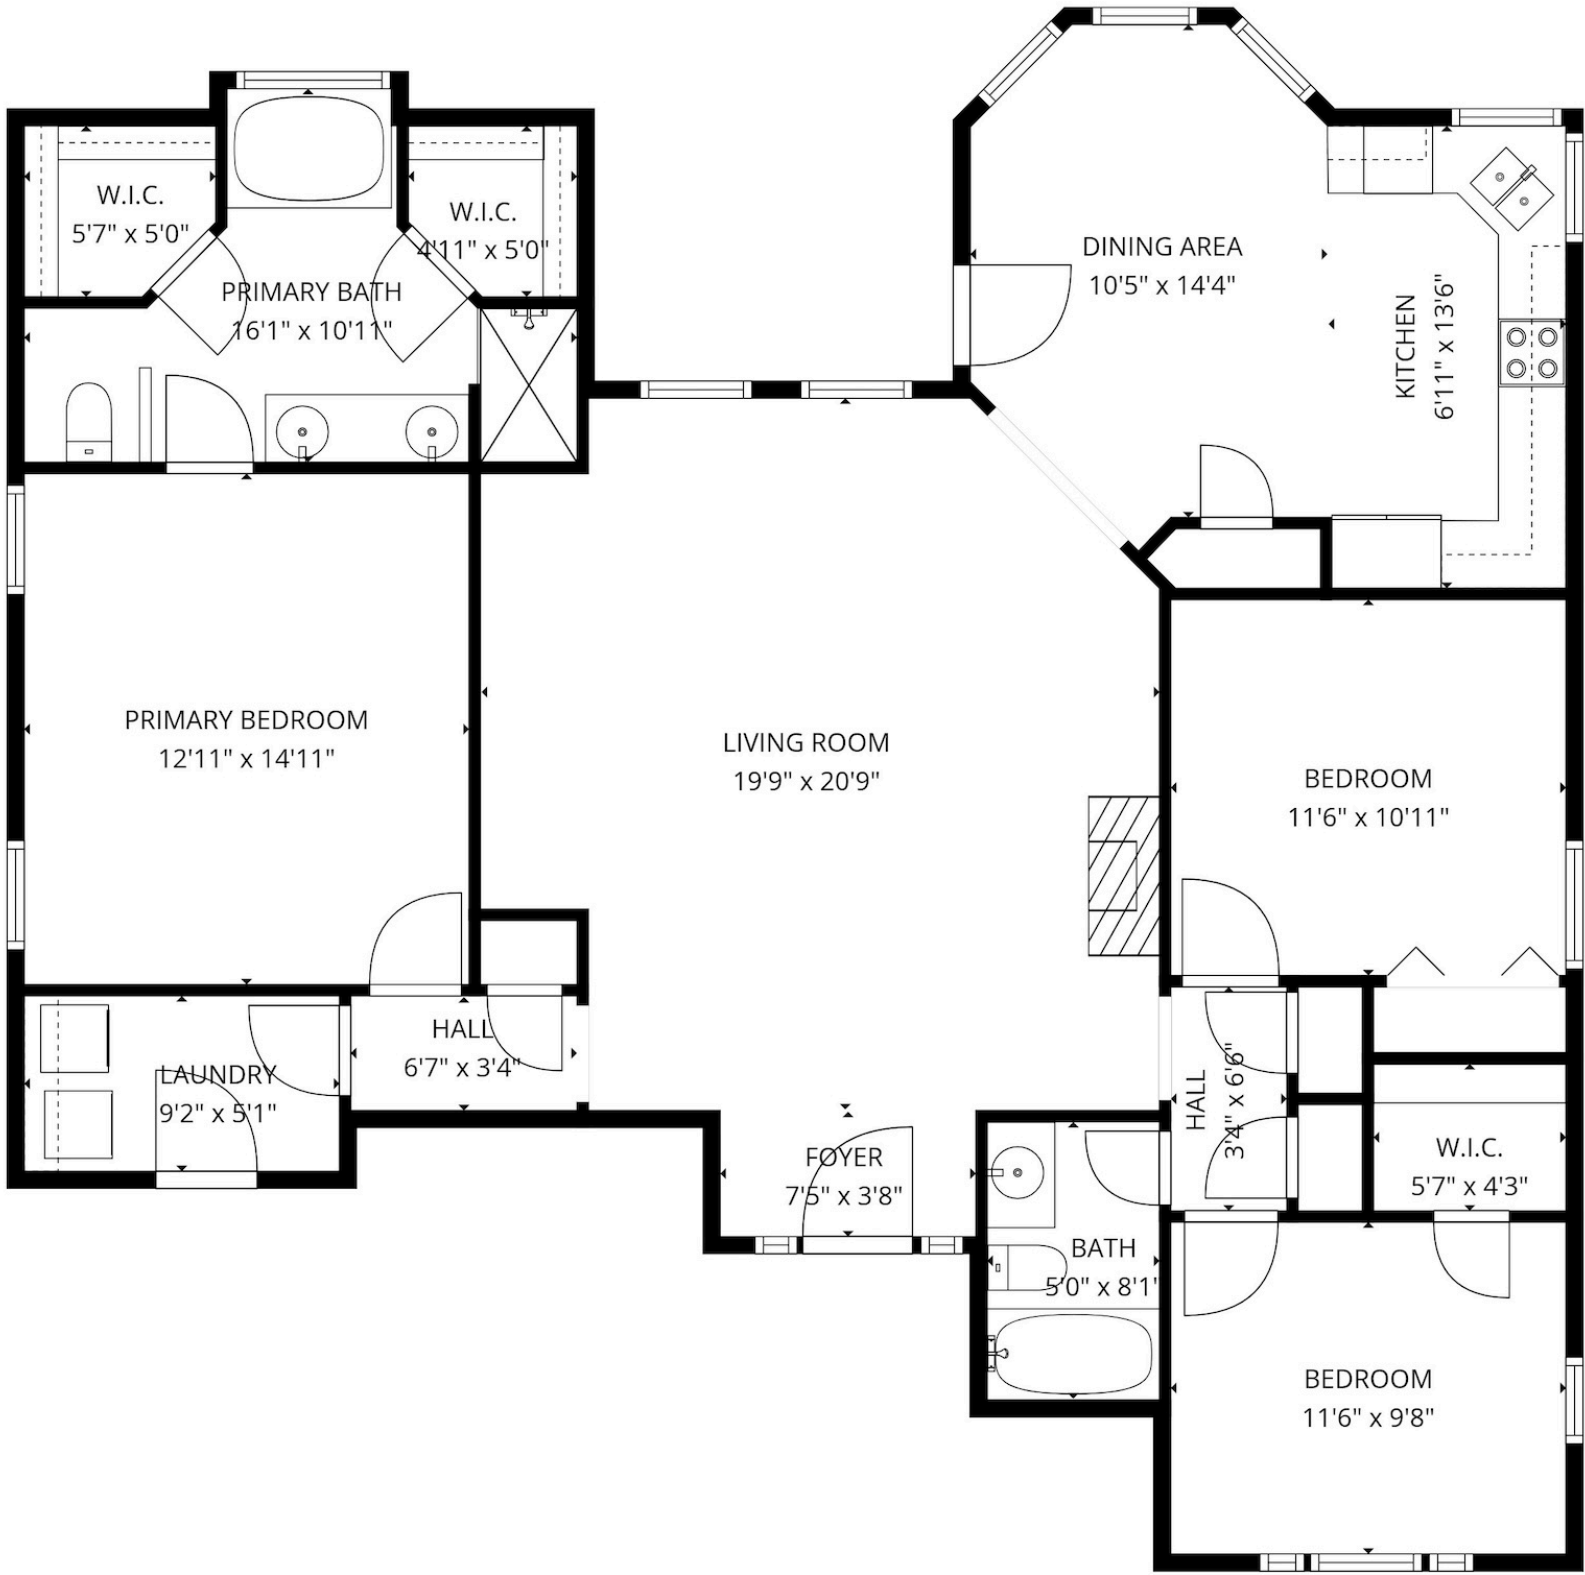 W.I.C.
5'7" x 5'0"
W.I.C.
4'11" x 5'0"
PRIMARY BATH
16'1" x 10'11"
DINING AREA
10'5" x 14'4"
KITCHEN
6'11" x 13'6"
PRIMARY BEDROOM
12'11" x 14'11"
LIVING ROOM
19'9" x 20'9"
BEDROOM
11'6" x 10'11"
HALL
6'7" x 3'4"
LAUNDRY
9'2" x 5'1"
HALL
3'4" x 6'6"
FOYER
7'5" x 3'8"
W.I.C.
5'7" x 4'3"
BATH
5'0" x 8'1"
BEDROOM
11'6" x 9'8"